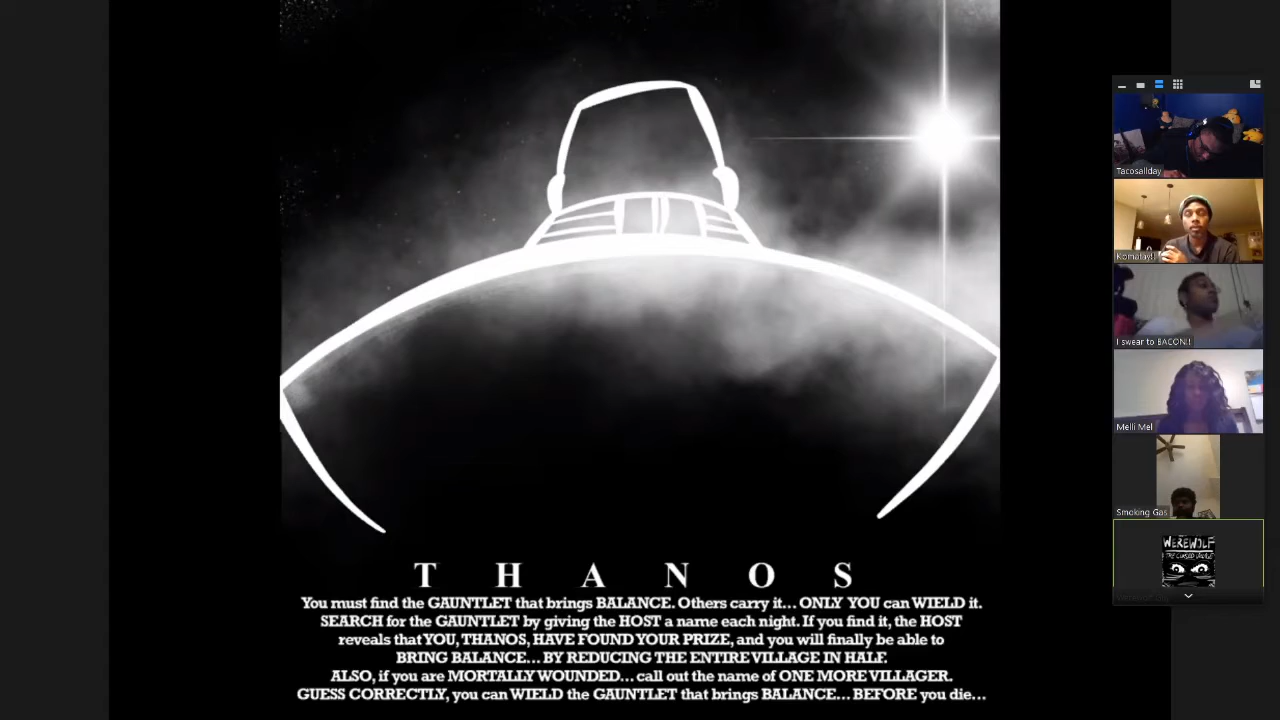 T H A N O S
You must find the GAUNTLET that brings BALANCE. Others carry it... ONLY YOU can WIELD it.
SEARCH for the GAUNTLET by giving the HOST a name each night. If you find it, the HOST
reveals that YOU, THANOS, HAVE FOUND YOUR PRIZE, and you will finally be able to
BRING BALANCE... BY REDUCING THE ENTIRE VILLAGE IN HALF.
ALSO, if you are MORTALLY WOUNDED... call out the name of ONE MORE VILLAGER.
GUESS CORRECTLY, you can WIELD the GAUNTLET that brings BALANCE... BEFORE you die...
Tacosallday
I swear to BACON!!
Melli Mel
Smoking Gas
WEREWOLF
THE CURSED VILLAGE